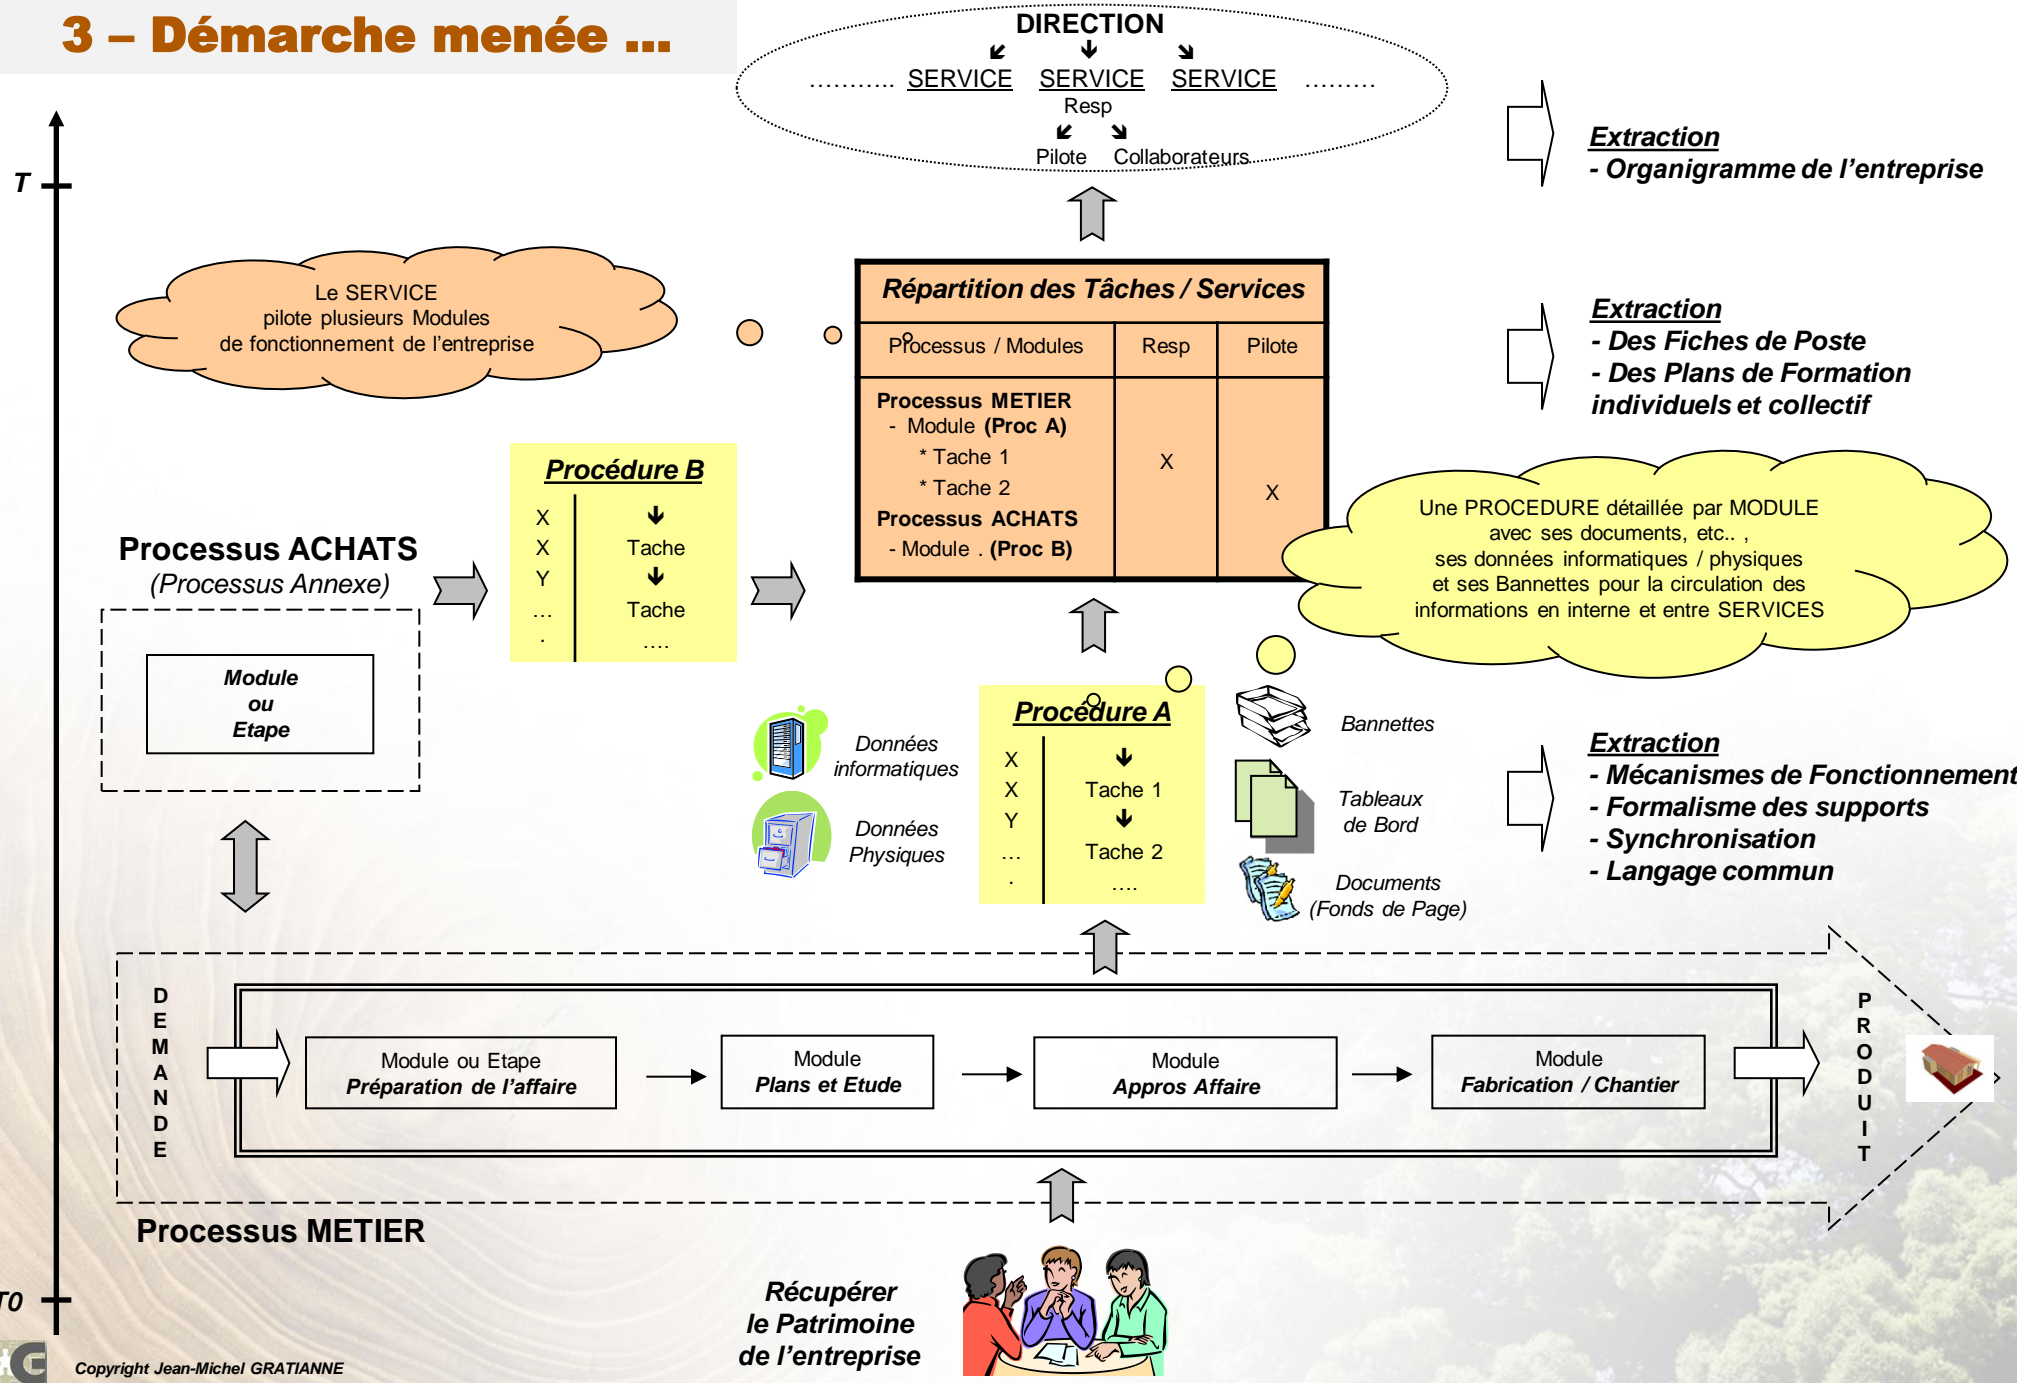 3 – Démarche menée ...
DIRECTION
……….. SERVICE SERVICE SERVICE ………
Resp
Pilote Collaborateurs
T
Extraction
- Organigramme de l'entreprise
Le SERVICE
pilote plusieurs Modules
de fonctionnement de l'entreprise
Répartition des Tâches / Services
Processus / Modules Resp Pilote
Processus METIER
- Module (Proc A)
* Tache 1 X
* Tache 2 X
Processus ACHATS
- Module . (Proc B)
Extraction
- Des Fiches de Poste
- Des Plans de Formation
individuels et collectif
Procédure B
X
X Tache
Y
… Tache
. ….
Processus ACHATS
(Processus Annexe)
Module
ou
Etape
Une PROCEDURE détaillée par MODULE
avec ses documents, etc.. ,
ses données informatiques / physiques
et ses Bannettes pour la circulation des
informations en interne et entre SERVICES
Données
informatiques
Données
Physiques
Procédure A
X
X Tache 1
Y
… Tache 2
. ….
Bannettes
Tableaux
de Bord
Documents
(Fonds de Page)
Extraction
- Mécanismes de Fonctionnement
- Formalisme des supports
- Synchronisation
- Langage commun
DEMANDE
Module ou Etape
Préparation de l'affaire
Module
Plans et Etude
Module
Appros Affaire
Module
Fabrication / Chantier
PRODUIT
Processus METIER
T0
Récupérer
le Patrimoine
de l'entreprise
C
Copyright Jean-Michel GRATIANNE